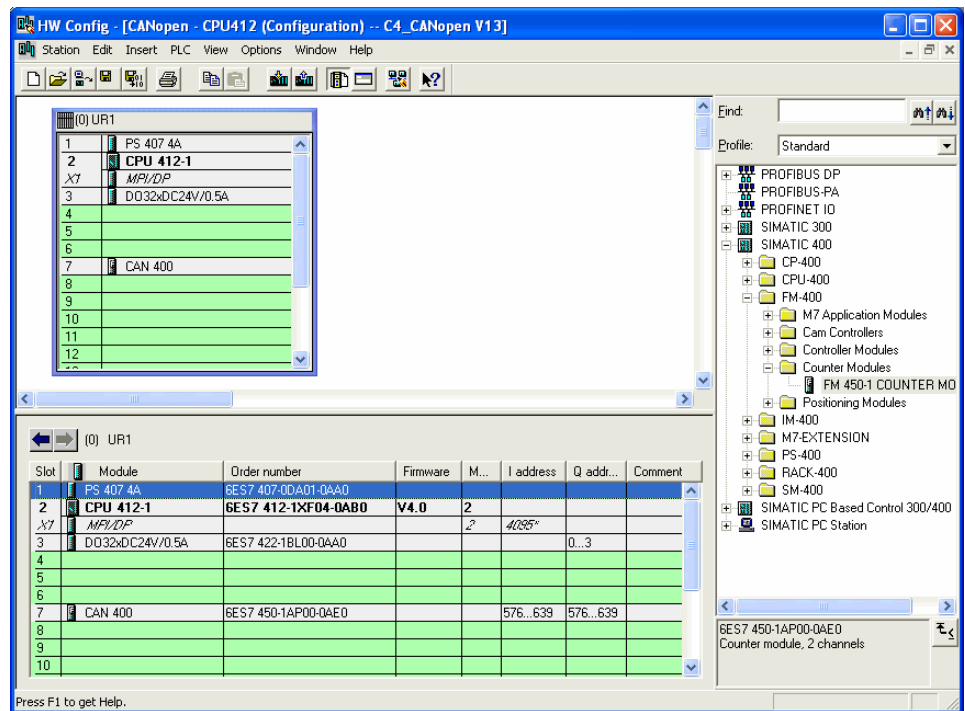 HW Config - [CANopen - CPU412 (Configuration) -- C4_CANopen V13]
Station Edit Insert PLC View Options Window Help
(0) UR1
1 PS 407 4A
2 CPU 412-1
X1 MPI/DP
3 DO32xDC24V/0.5A
4
5
6
7 CAN 400
8
9
10
11
12
Find:
Profile: Standard
PROFIBUS DP
PROFIBUS-PA
PROFINET IO
SIMATIC 300
SIMATIC 400
CP-400
CPU-400
FM-400
M7 Application Modules
Cam Controllers
Controller Modules
Counter Modules
FM 450-1 COUNTER MO
Positioning Modules
IM-400
M7-EXTENSION
PS-400
RACK-400
SM-400
SIMATIC PC Based Control 300/400
SIMATIC PC Station
6ES7 450-1AP00-0AE0
Counter module, 2 channels
(0) UR1
Slot Module Order number Firmware M... I address Q addr... Comment
1 PS 407 4A 6ES7 407-0DA01-0AA0
2 CPU 412-1 6ES7 412-1XF04-0AB0 V4.0 2
X1 MPI/DP 2 4095*
3 DO32xDC24V/0.5A 6ES7 422-1BL00-0AA0 0...3
4
5
6
7 CAN 400 6ES7 450-1AP00-0AE0 576...639 576...639
8
9
10
Press F1 to get Help.